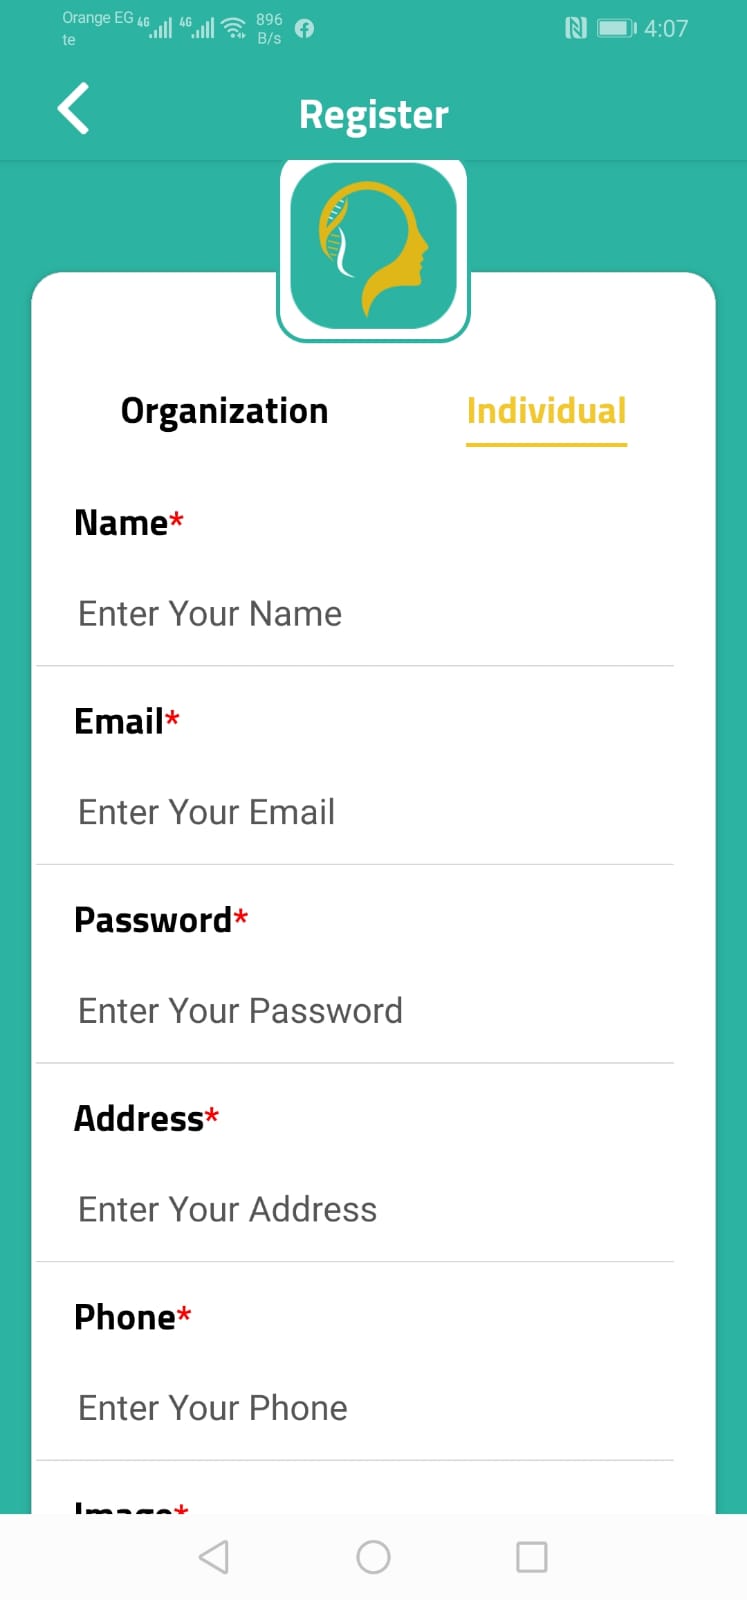 Orange EG 4G 4G 896 B/s 4:07
te
Register
Organization Individual
Name*
Enter Your Name
Email*
Enter Your Email
Password*
Enter Your Password
Address*
Enter Your Address
Phone*
Enter Your Phone
Image*